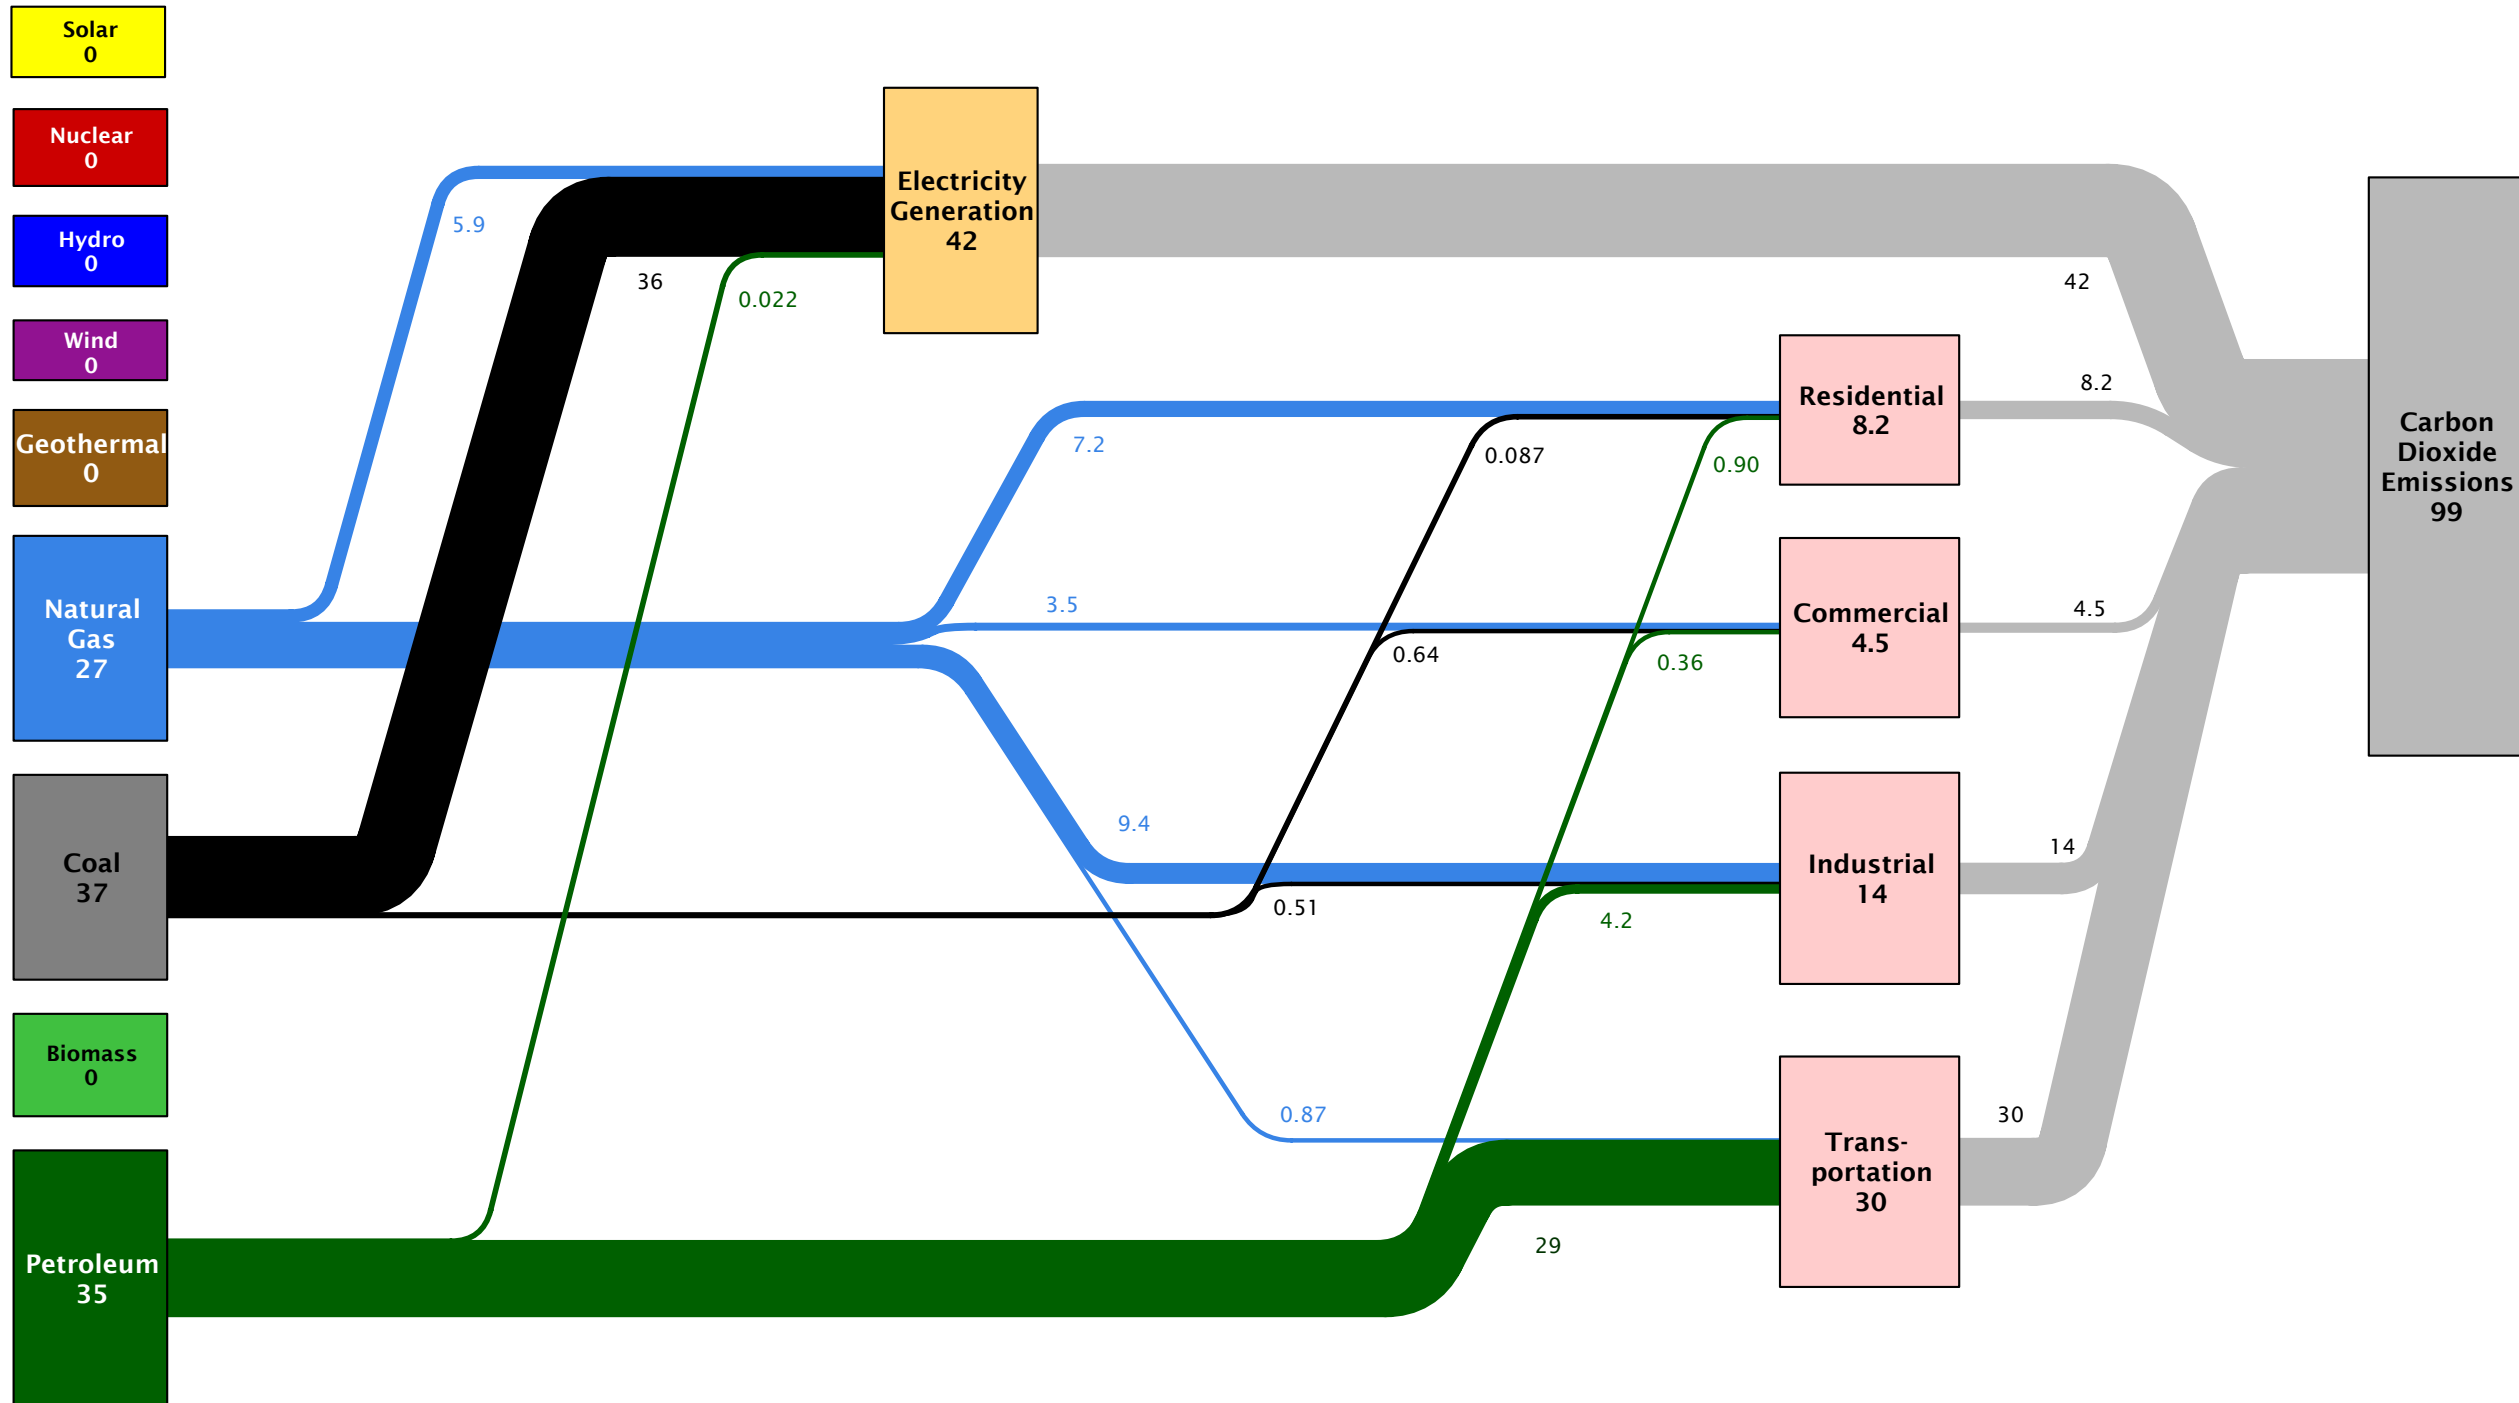 Solar
0
Nuclear
0
Hydro
0
Wind
0
Geothermal
0
Natural
Gas
27
Coal
37
Biomass
0
Petroleum
35
5.9
36
0.022
Electricity
Generation
42
7.2
3.5
9.4
0.87
0.087
0.64
0.51
0.90
0.36
4.2
29
Residential
8.2
Commercial
4.5
Industrial
14
Trans-
portation
30
42
8.2
4.5
14
30
Carbon
Dioxide
Emissions
99